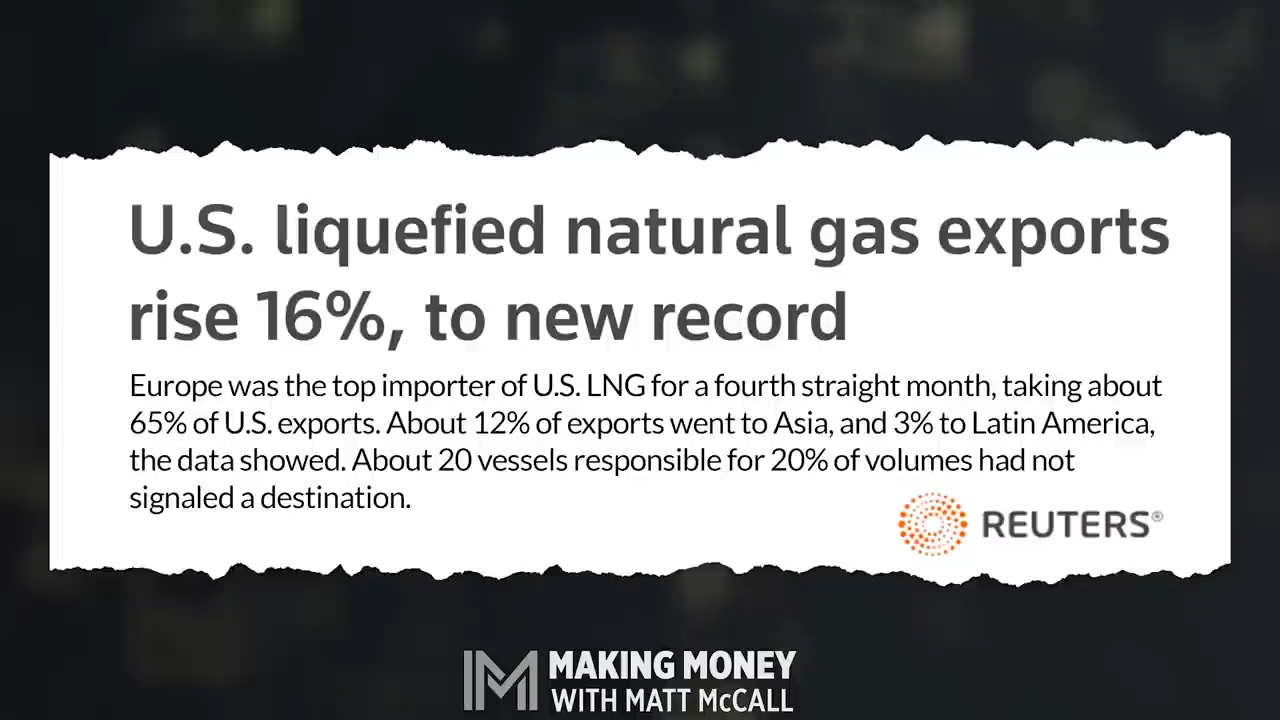 U.S. liquefied natural gas exports
rise 16%, to new record
Europe was the top importer of U.S. LNG for a fourth straight month, taking about
65% of U.S. exports. About 12% of exports went to Asia, and 3% to Latin America,
the data showed. About 20 vessels responsible for 20% of volumes had not
signaled a destination.
REUTERS®
M MAKING MONEY
WITH MATT McCALL